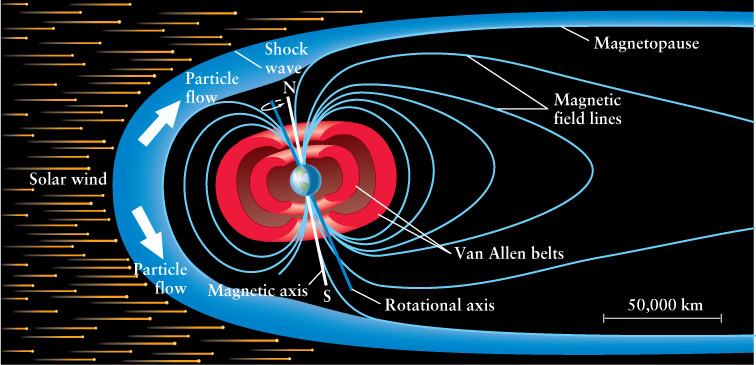 Shock
wave
Magnetopause
Particle
flow
N
Magnetic
field lines
Solar wind
Van Allen belts
Particle
flow
Magnetic axis
S
Rotational axis
50,000 km